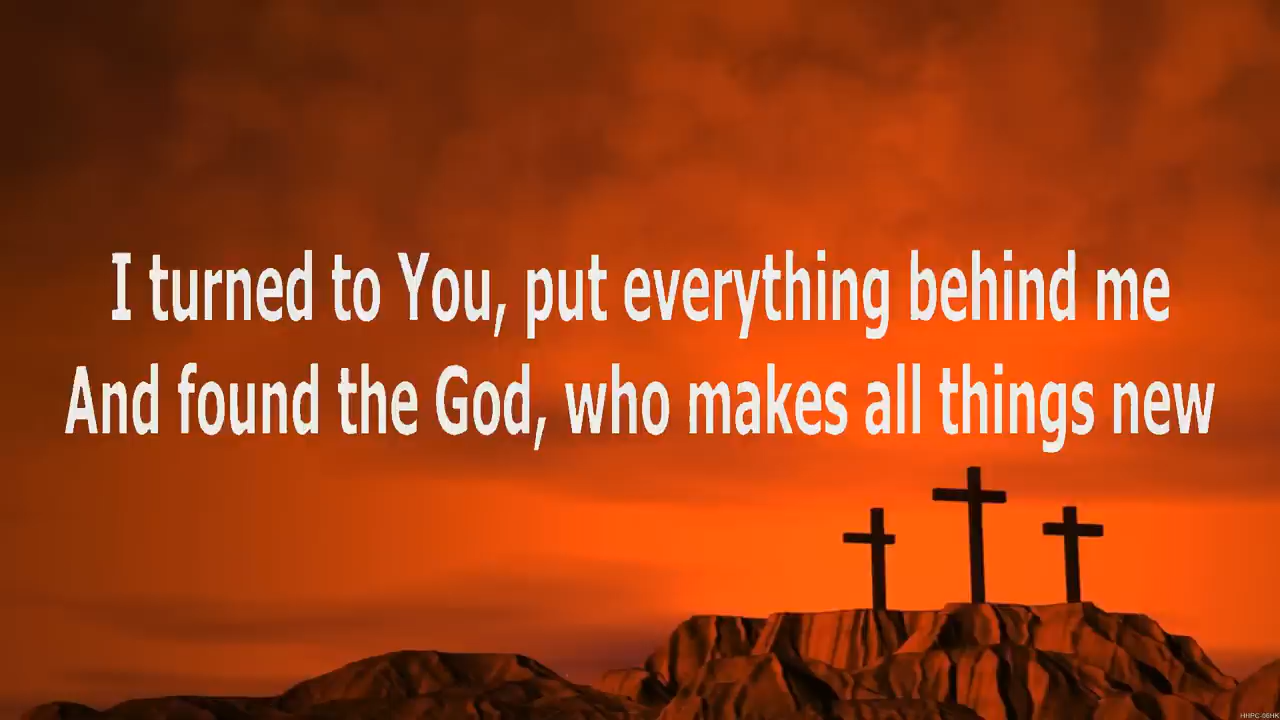 I turned to You, put everything behind me
And found the God, who makes all things new